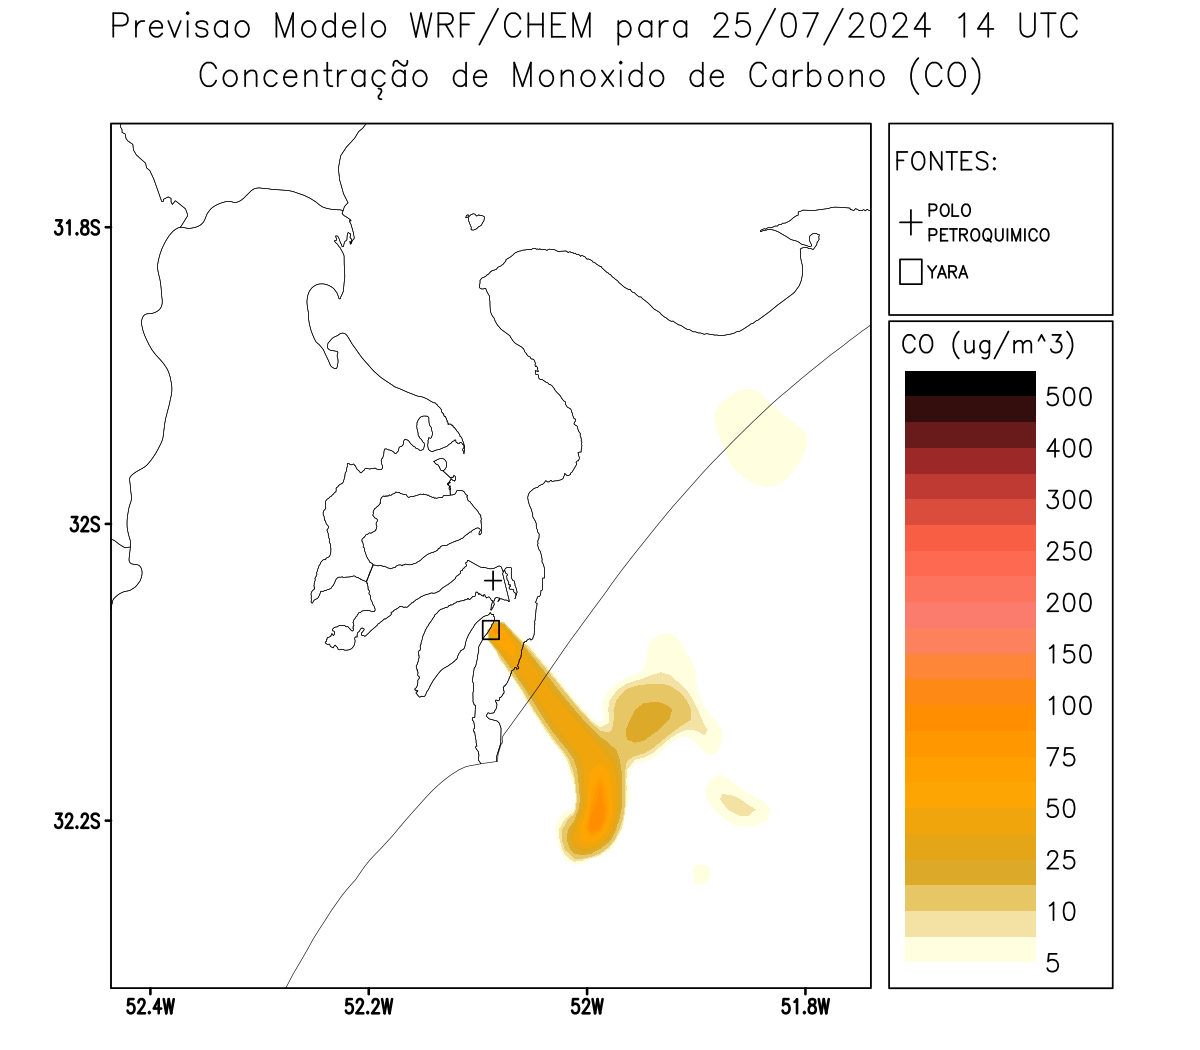 Previsao Modelo WRF/CHEM para 25/07/2024 14 UTC
Concentração de Monoxido de Carbono (CO)
FONTES:
POLO
PETROQUIMICO
YARA
CO (ug/m^3)
500
400
300
250
200
150
100
75
50
25
10
5
31.8S
32S
32.2S
52.4W
52.2W
52W
51.8W